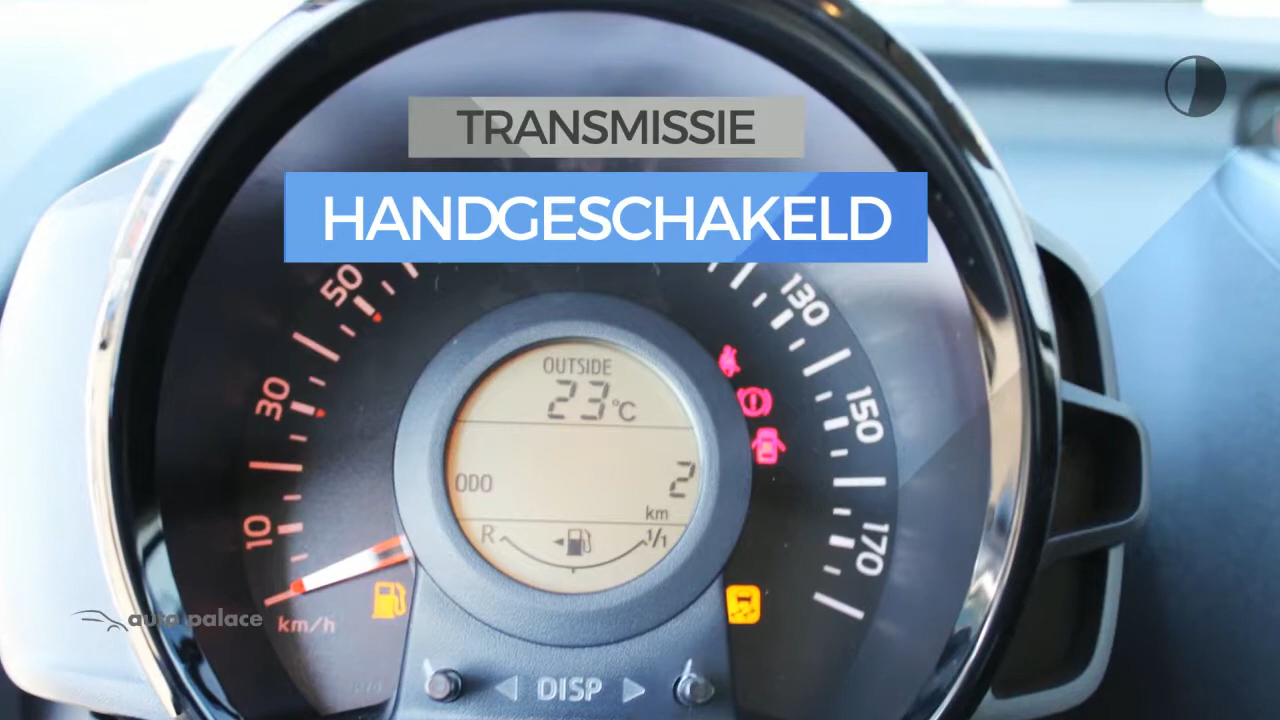 TRANSMISSIE
HANDGESCHAKELD
50
130
OUTSIDE
23°C
30
150
ODO
2
km
10
R
1/1
170
auto palace
km/h
◄ DISP ►